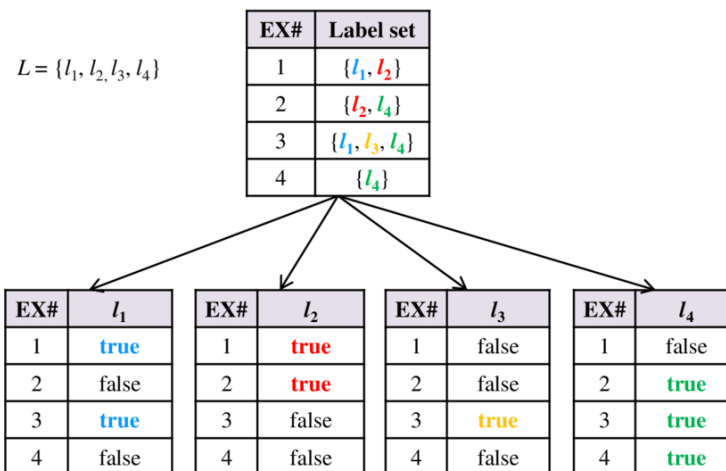 EX# Label set
L = {l₁, l₂, l₃, l₄}
1 {l₁, l₂}
2 {l₂, l₄}
3 {l₁, l₃, l₄}
4 {l₄}
EX# l₁ EX# l₂ EX# l₃ EX# l₄
1 true 1 true 1 false 1 false
2 false 2 true 2 false 2 true
3 true 3 false 3 true 3 true
4 false 4 false 4 false 4 true